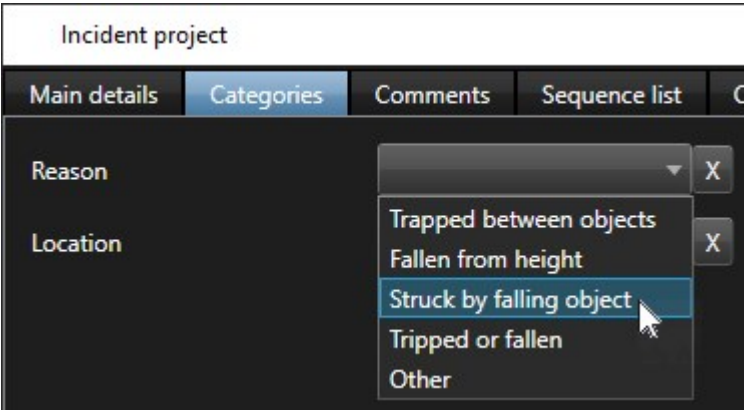 Incident project
Main details Categories Comments Sequence list
Reason X
Trapped between objects
Location X
Fallen from height
Struck by falling object
Tripped or fallen
Other